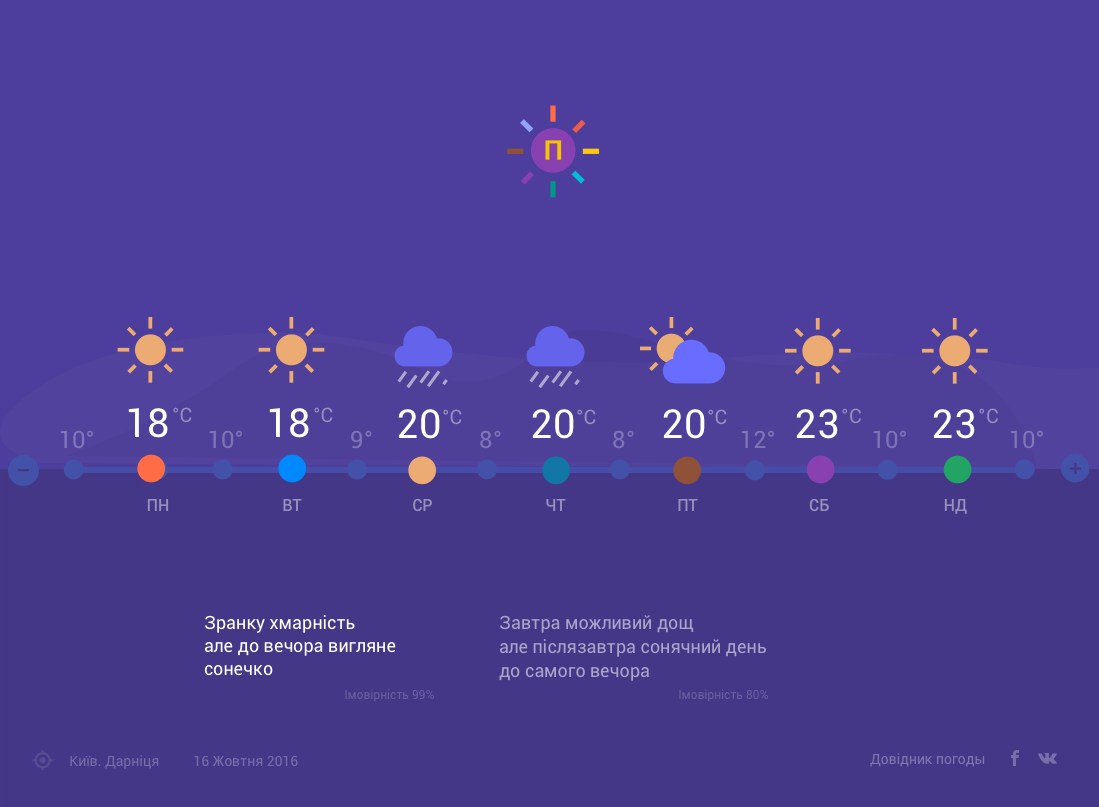 П
18 °C 18 °C 20 °C 20 °C 20 °C 23 °C 23 °C
10° 10° 9° 8° 8° 12° 10° 10°
− +
ПН ВТ СР ЧТ ПТ СБ НД
Зранку хмарність
але до вечора вигляне
сонечко
Імовірність 99%
Завтра можливий дощ
але післязавтра сонячний день
до самого вечора
Імовірність 80%
Київ. Дарніця 16 Жовтня 2016
Довідник погоды